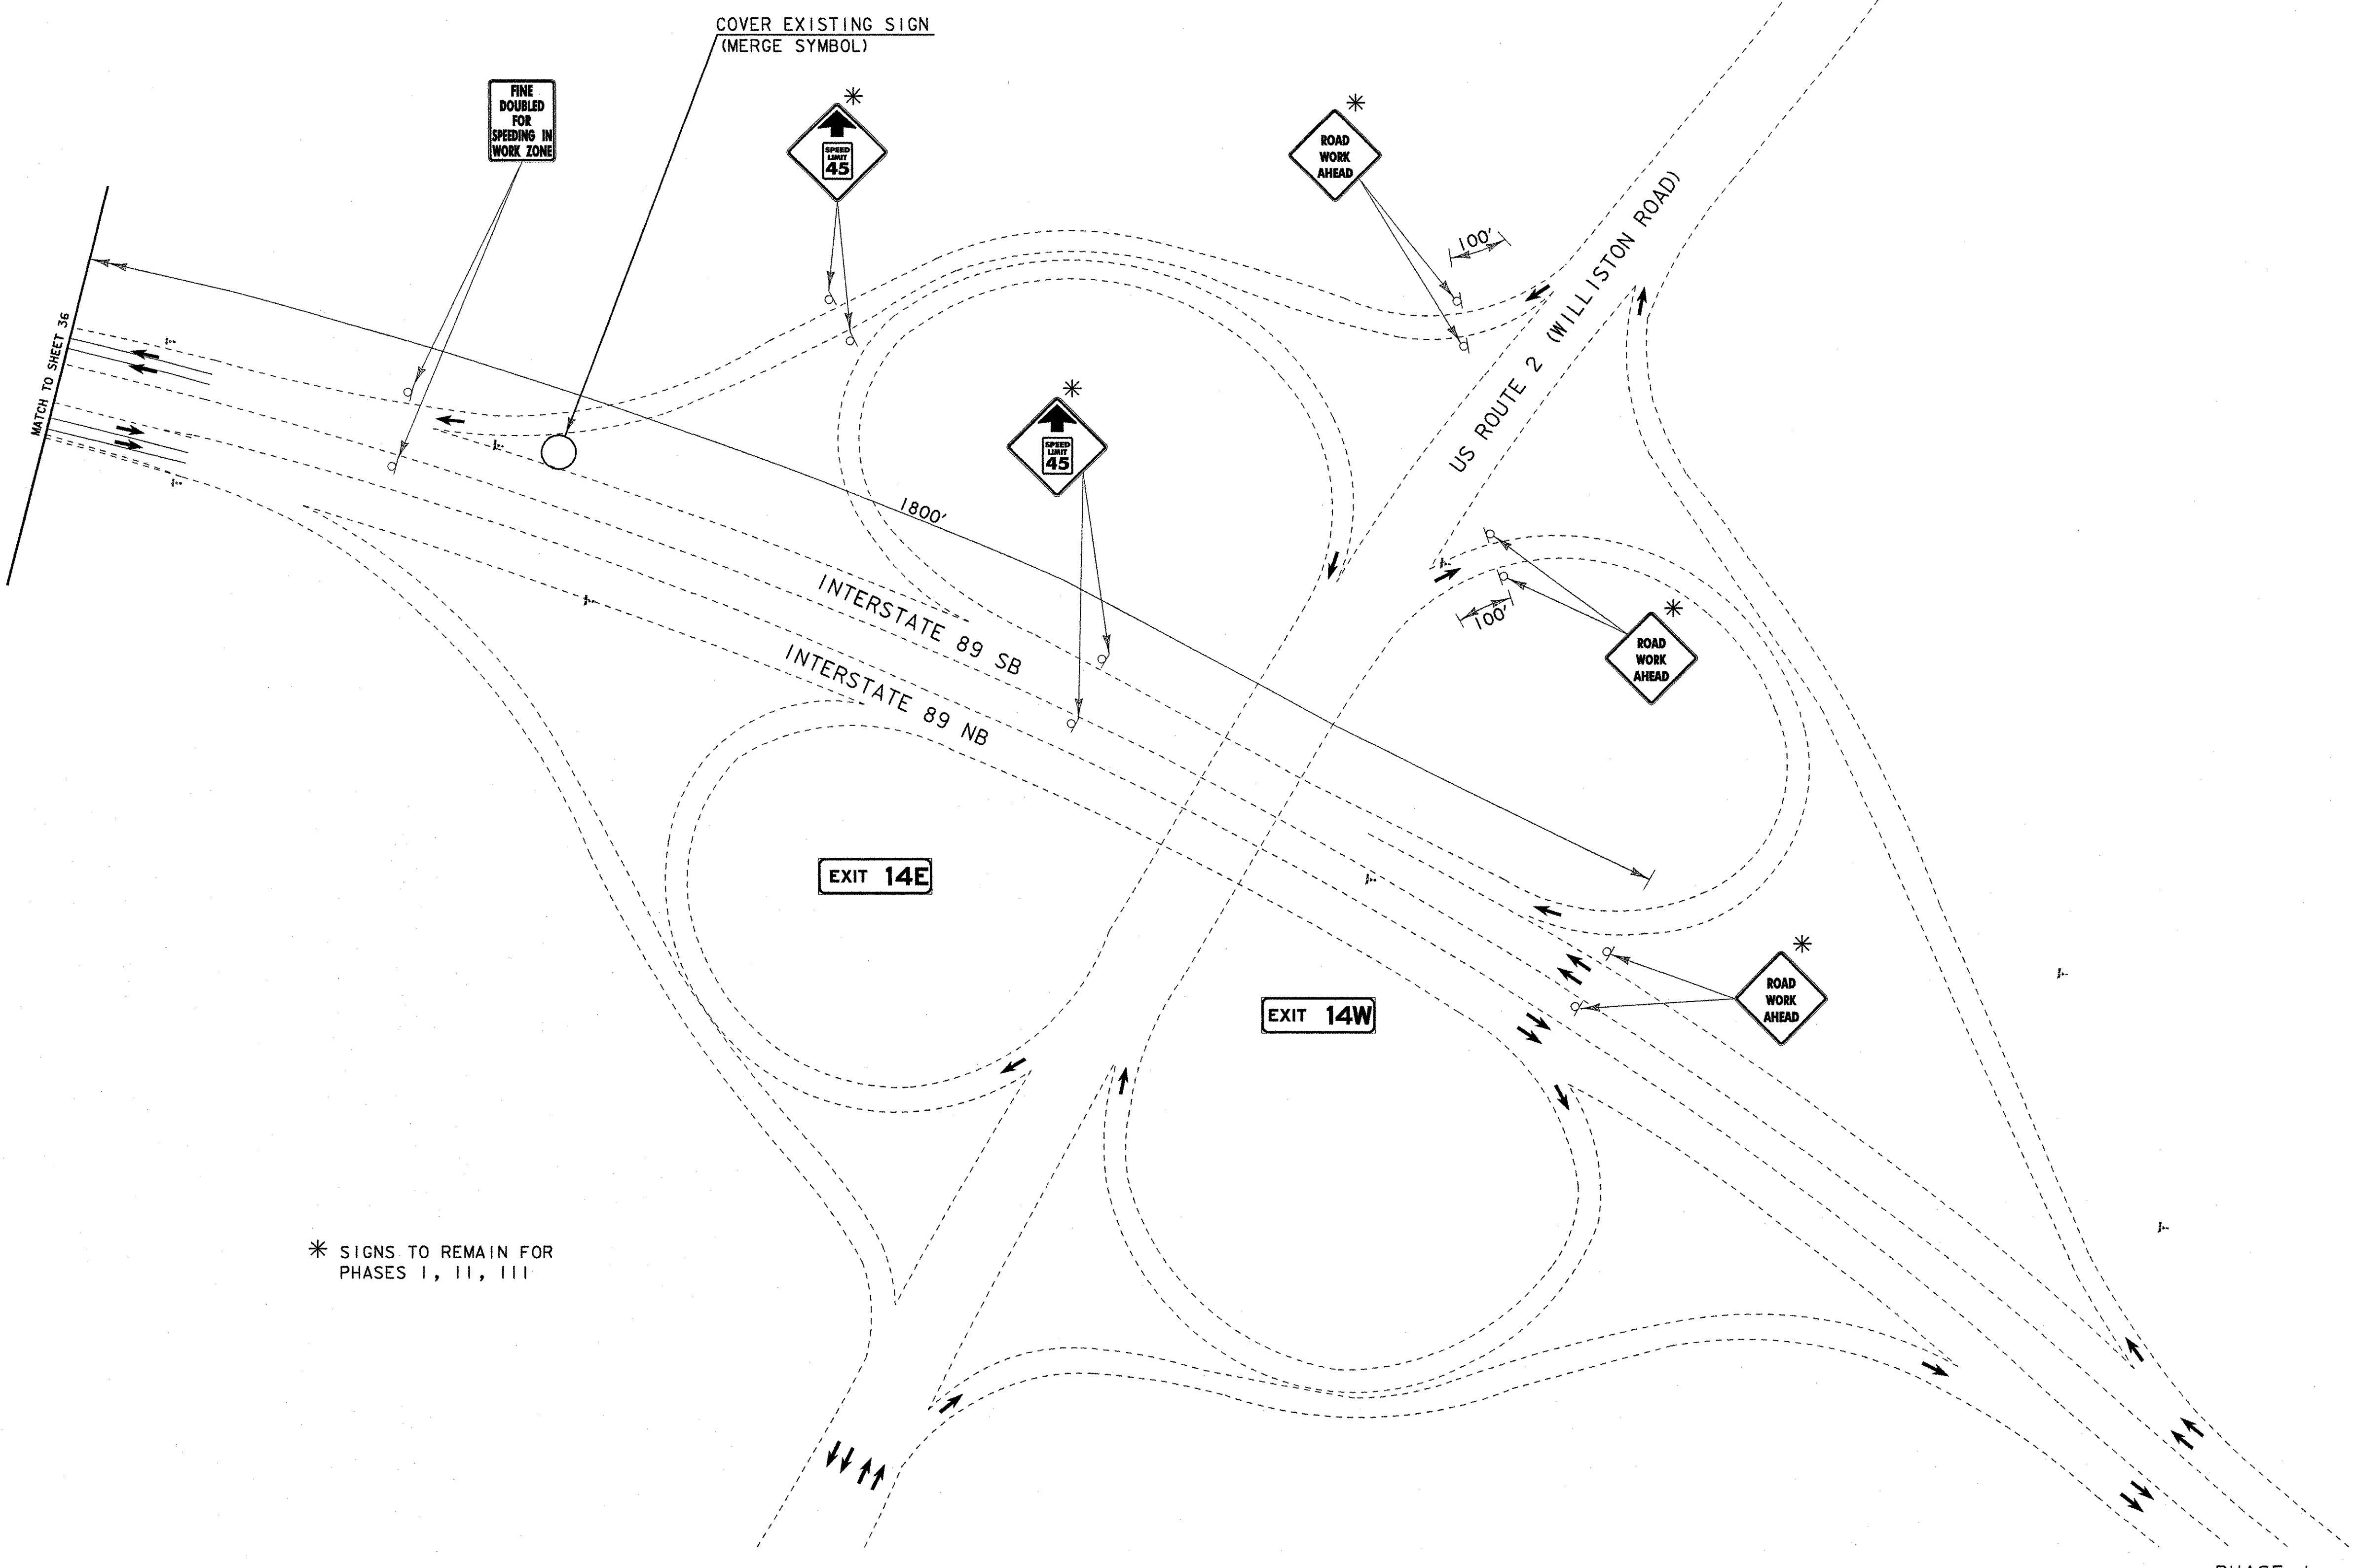 COVER EXISTING SIGN
(MERGE SYMBOL)
FINE
DOUBLED
FOR
SPEEDING IN
WORK ZONE
SPEED
LIMIT
45
ROAD
WORK
AHEAD
100'
US ROUTE 2 (WILLISTON ROAD)
MATCH TO SHEET 36
SPEED
LIMIT
45
1800'
INTERSTATE 89 SB
INTERSTATE 89 NB
100'
ROAD
WORK
AHEAD
EXIT 14E
EXIT 14W
ROAD
WORK
AHEAD
* SIGNS TO REMAIN FOR
PHASES I, II, III